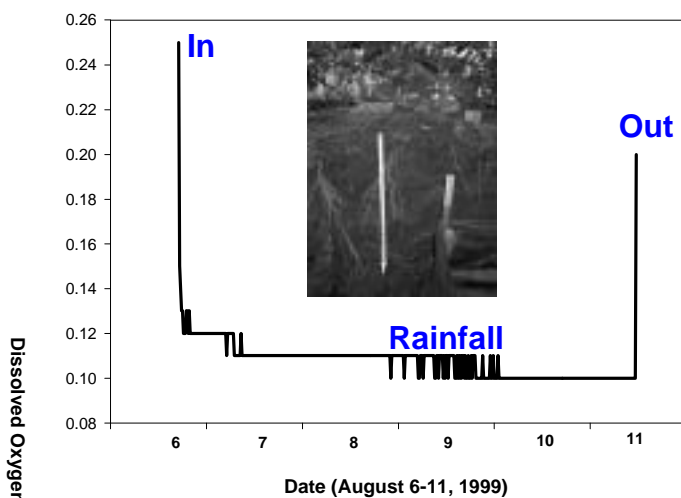 0.26
0.24
0.22
0.20
0.18
0.16
0.14
0.12
0.10
0.08
In
Out
Rainfall
Dissolved Oxygen
6 7 8 9 10 11
Date (August 6-11, 1999)